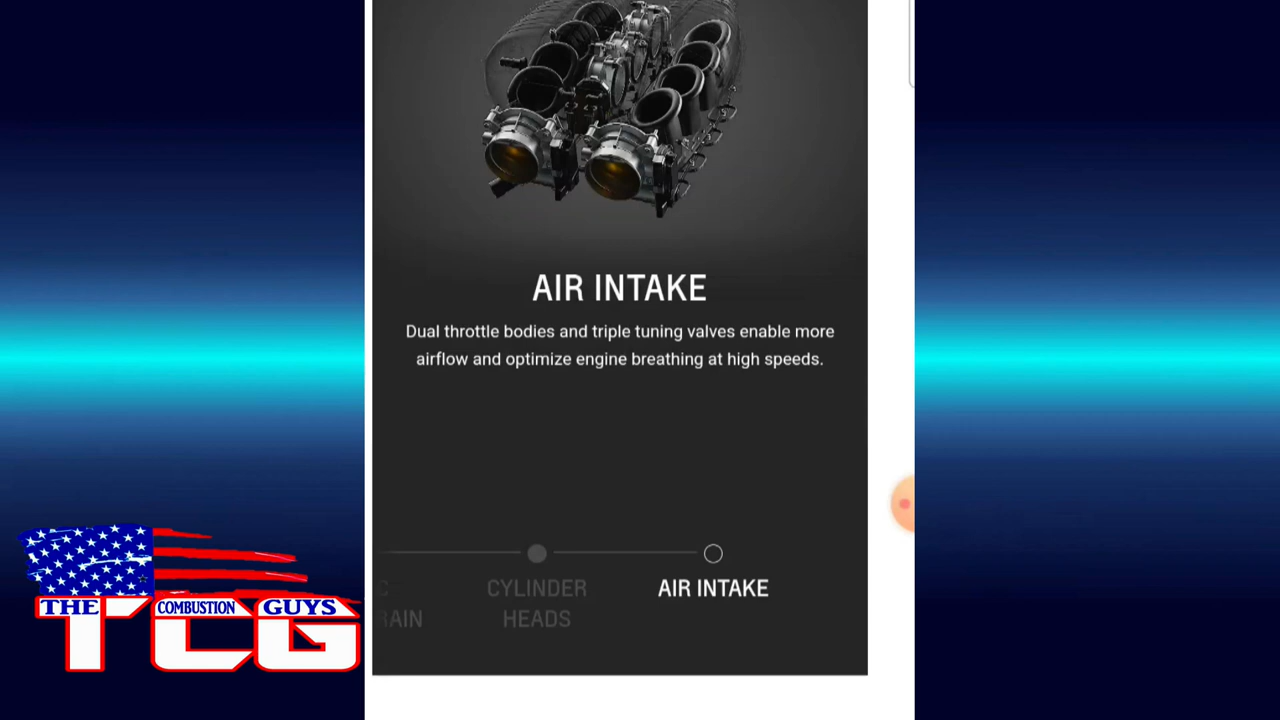 AIR INTAKE
Dual throttle bodies and triple tuning valves enable more
airflow and optimize engine breathing at high speeds.
C
RAIN
CYLINDER
HEADS
AIR INTAKE
THE COMBUSTION GUYS
TCG